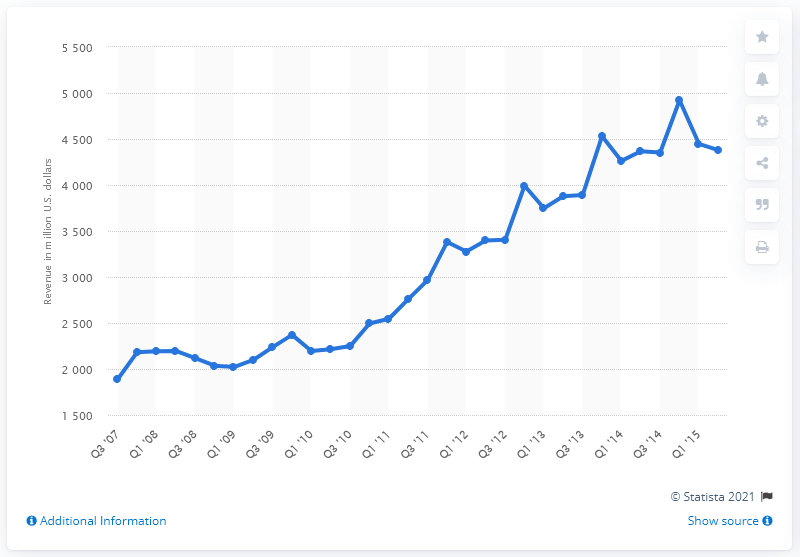 5 500
5 000
4 500
4 000
3 500
3 000
2 500
2 000
1 500
Revenue in million U.S. dollars
Q3 '07
Q1 '08
Q3 '08
Q1 '09
Q3 '09
Q1 '10
Q3 '10
Q1 '11
Q3 '11
Q1 '12
Q3 '12
Q1 '13
Q3 '13
Q1 '14
Q3 '14
Q1 '15
© Statista 2021
Additional Information
Show source